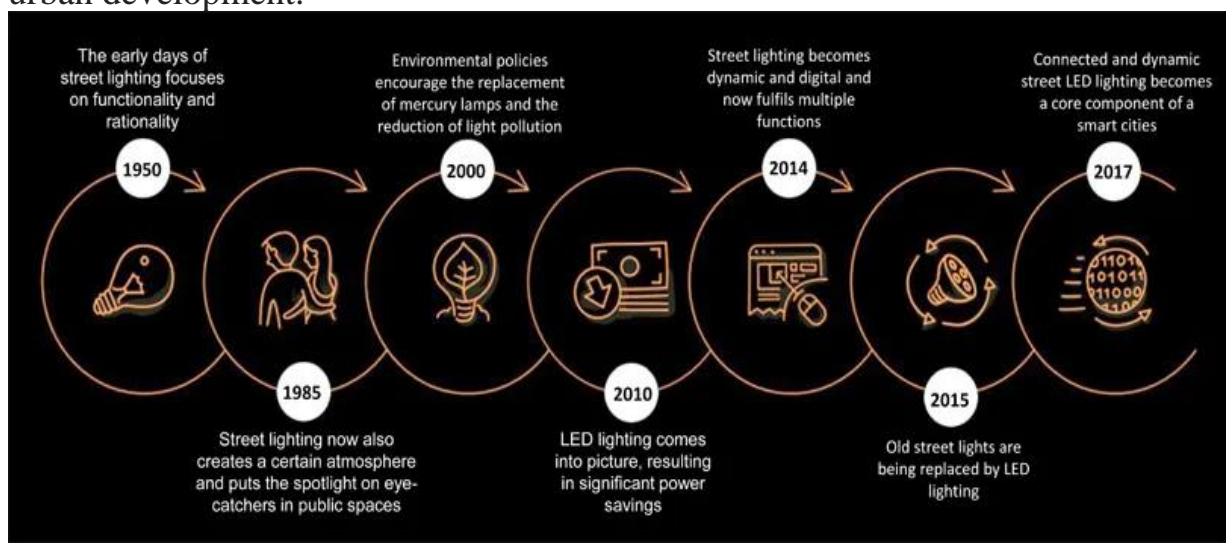 urban development.
The early days of
street lighting focuses
on functionality and
rationality
1950
Street lighting now also
creates a certain atmosphere
and puts the spotlight on eye-
catchers in public spaces
1985
Environmental policies
encourage the replacement
of mercury lamps and the
reduction of light pollution
2000
LED lighting comes
into picture, resulting
in significant power
savings
2010
Street lighting becomes
dynamic and digital and
now fulfils multiple
functions
2014
Old street lights are
being replaced by LED
lighting
2015
Connected and dynamic
street LED lighting becomes
a core component of a
smart cities
2017